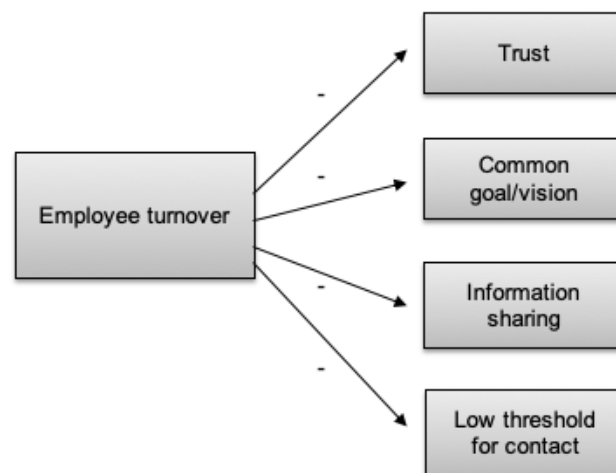 Trust
-
-
Common
goal/vision
Employee turnover
-
Information
sharing
-
Low threshold
for contact